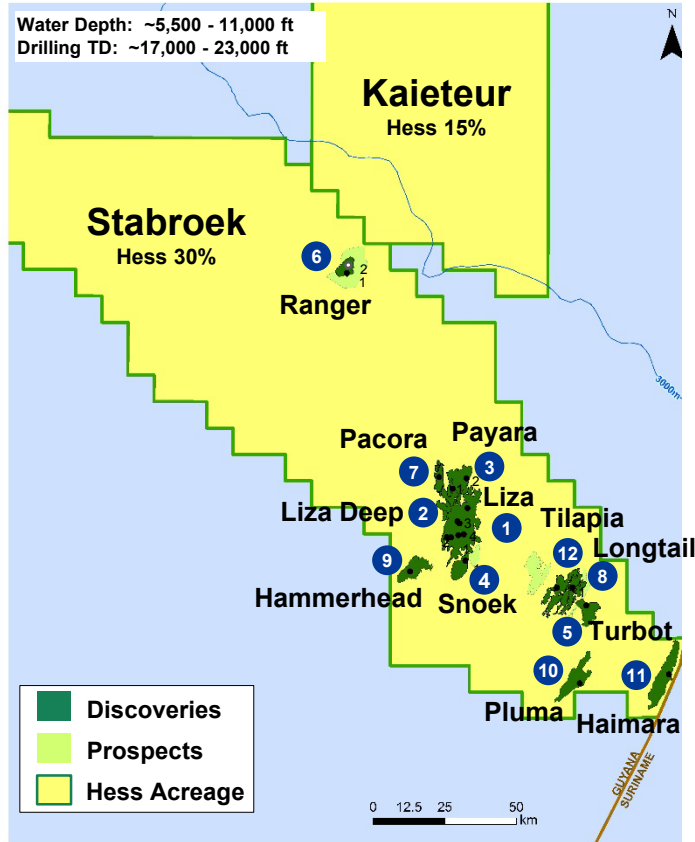 Water Depth: ~5,500 - 11,000 ft
Drilling TD: ~17,000 - 23,000 ft
N
Kaieteur
Hess 15%
Stabroek
Hess 30%
6
2
1
Ranger
3000m
Pacora
Payara
7
3
2
1
Liza Deep
2
Liza
1
3
4
Tilapia
12
Longtail
9
8
Hammerhead
4
Snoek
5
Turbot
10
11
Pluma
Haimara
Discoveries
Prospects
Hess Acreage
GUYANA
SURINAME
0 12.5 25 50
km